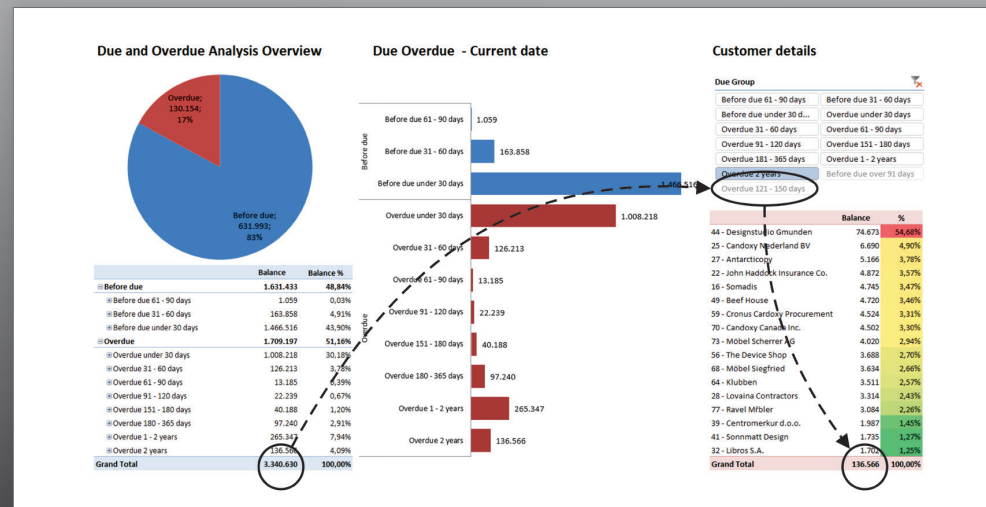 Due and Overdue Analysis Overview
Overdue;
130.154;
17%
Before due;
631.993;
83%
Balance Balance %
Before due 1.631.433 48,84%
Before due 61 - 90 days 1.059 0,03%
Before due 31 - 60 days 163.858 4,91%
Before due under 30 days 1.466.516 43,90%
Overdue 1.709.197 51,16%
Overdue under 30 days 1.008.218 30,18%
Overdue 31 - 60 days 126.213 3,78%
Overdue 61 - 90 days 13.185 0,39%
Overdue 91 - 120 days 22.239 0,67%
Overdue 151 - 180 days 40.188 1,20%
Overdue 180 - 365 days 97.240 2,91%
Overdue 1 - 2 years 265.347 7,94%
Overdue 2 years 136.566 4,09%
Grand Total 3.340.630 100,00%
Due Overdue - Current date
Before due
Before due 61 - 90 days 1.059
Before due 31 - 60 days 163.858
Before due under 30 days 1.466.516
Overdue
Overdue under 30 days 1.008.218
Overdue 31 - 60 days 126.213
Overdue 61 - 90 days 13.185
Overdue 91 - 120 days 22.239
Overdue 151 - 180 days 40.188
Overdue 180 - 365 days 97.240
Overdue 1 - 2 years 265.347
Overdue 2 years 136.566
Customer details
Due Group
Before due 61 - 90 days Before due 31 - 60 days
Before due under 30 d... Overdue under 30 days
Overdue 31 - 60 days Overdue 61 - 90 days
Overdue 91 - 120 days Overdue 151 - 180 days
Overdue 181 - 365 days Overdue 1 - 2 years
Overdue 2 years Before due over 91 days
Overdue 121 - 150 days
Balance %
44 - Designstudio Gmunden 74.673 54,68%
25 - Candoxy Nederland BV 6.690 4,90%
27 - Antarcticopy 5.166 3,78%
22 - John Haddock Insurance Co. 4.872 3,57%
16 - Somadis 4.745 3,47%
49 - Beef House 4.720 3,46%
59 - Cronus Cardoxy Procurement 4.524 3,31%
70 - Candoxy Canada Inc. 4.502 3,30%
73 - Möbel Scherrer AG 4.020 2,94%
56 - The Device Shop 3.688 2,70%
68 - Möbel Siegfried 3.634 2,66%
64 - Klubben 3.511 2,57%
28 - Lovaina Contractors 3.314 2,43%
77 - Ravel Mřbler 3.084 2,26%
39 - Centromerkur d.o.o. 1.987 1,45%
41 - Sonnmatt Design 1.735 1,27%
32 - Libros S.A. 1.702 1,25%
Grand Total 136.566 100,00%